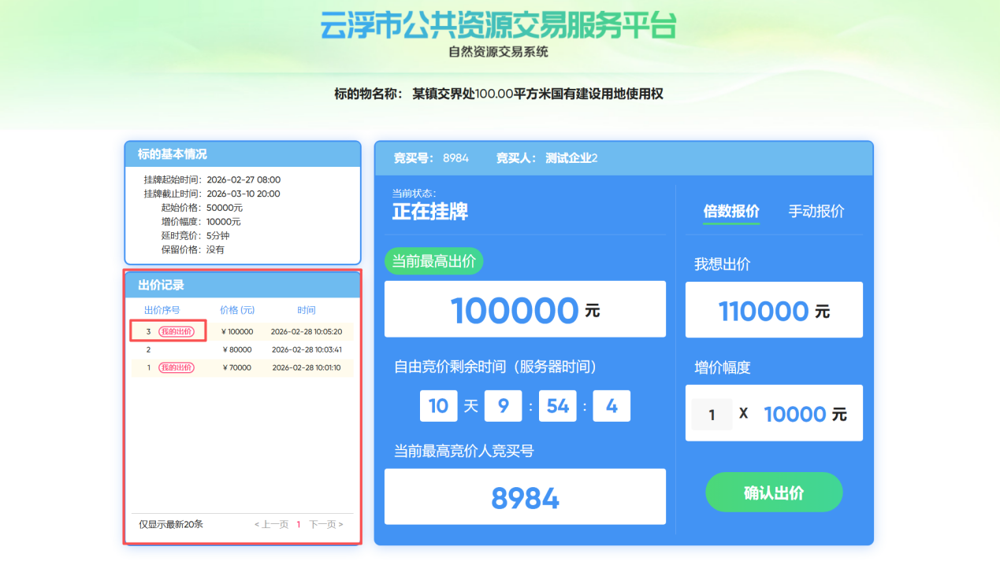 云浮市公共资源交易服务平台
自然资源交易系统
标的物名称： 某镇交界处100.00平方米国有建设用地使用权
标的基本情况
挂牌起始时间：2026-02-27 08:00
挂牌截止时间：2026-03-10 20:00
起始价格：50000元
增价幅度：10000元
延时竞价：5分钟
保留价格：没有
出价记录
出价序号 价格 (元) 时间
3 我的出价 ￥100000 2026-02-28 10:05:20
2 ￥80000 2026-02-28 10:03:41
1 我的出价 ￥70000 2026-02-28 10:01:10
仅显示最新20条 < 上一页 1 下一页 >
竞买号： 8984 竞买人： 测试企业2
当前状态：
正在挂牌
当前最高出价
100000 元
自由竞价剩余时间（服务器时间）
10 天 9 : 54 : 4
当前最高竞价人竞买号
8984
倍数报价 手动报价
我想出价
110000 元
增价幅度
1 X 10000 元
确认出价